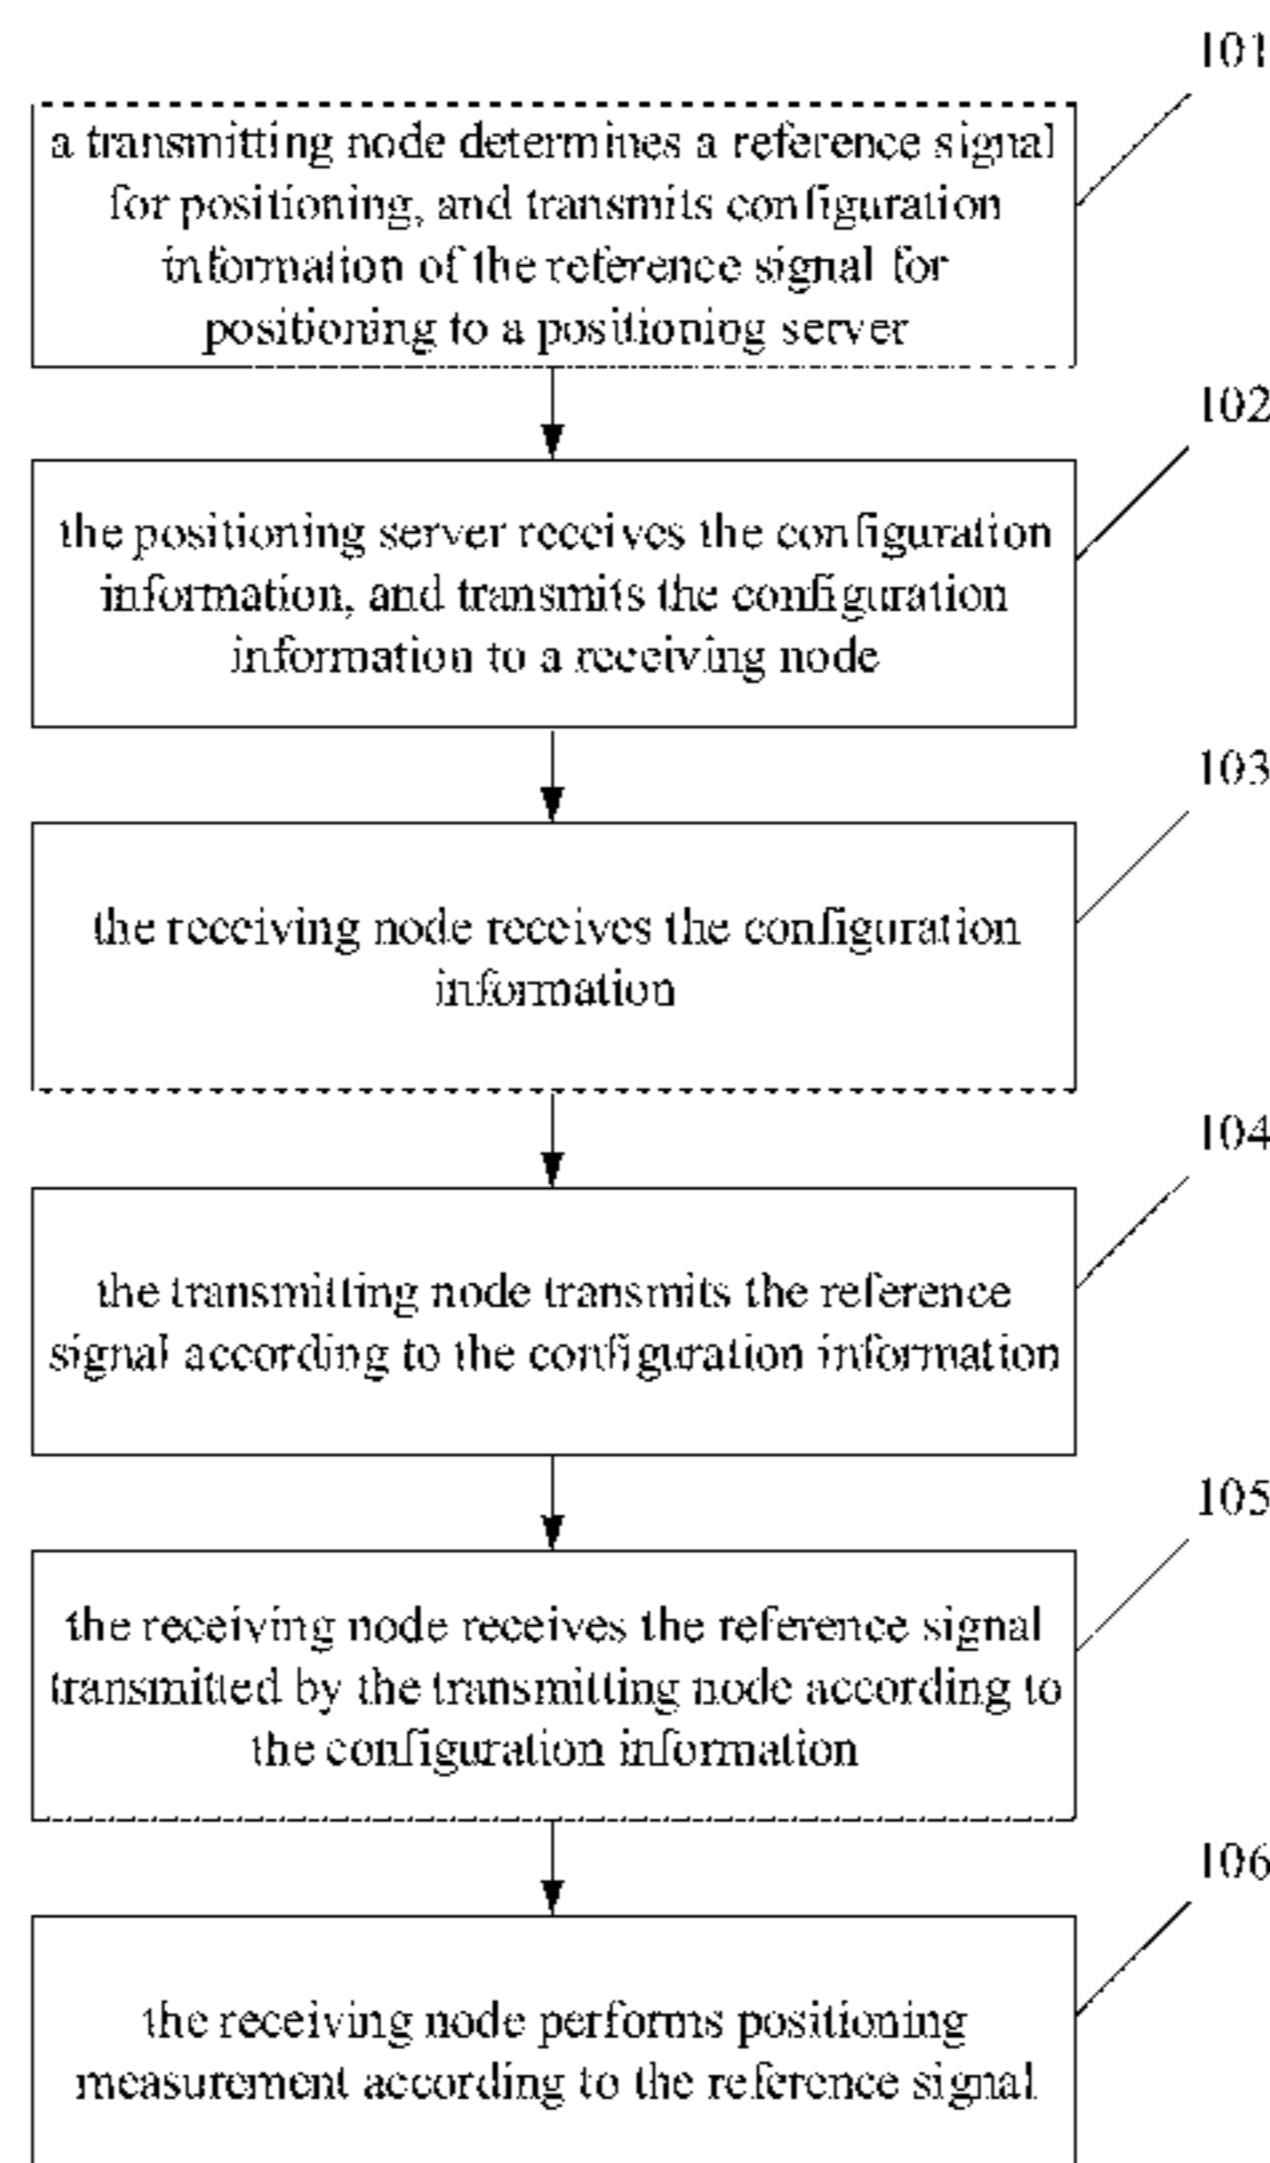 101
a transmitting node determines a reference signal
for positioning, and transmits configuration
information of the reference signal for
positioning to a positioning server
102
the positioning server receives the configuration
information, and transmits the configuration
information to a receiving node
103
the receiving node receives the configuration
information
104
the transmitting node transmits the reference
signal according to the configuration information
105
the receiving node receives the reference signal
transmitted by the transmitting node according to
the configuration information
106
the receiving node performs positioning
measurement according to the reference signal